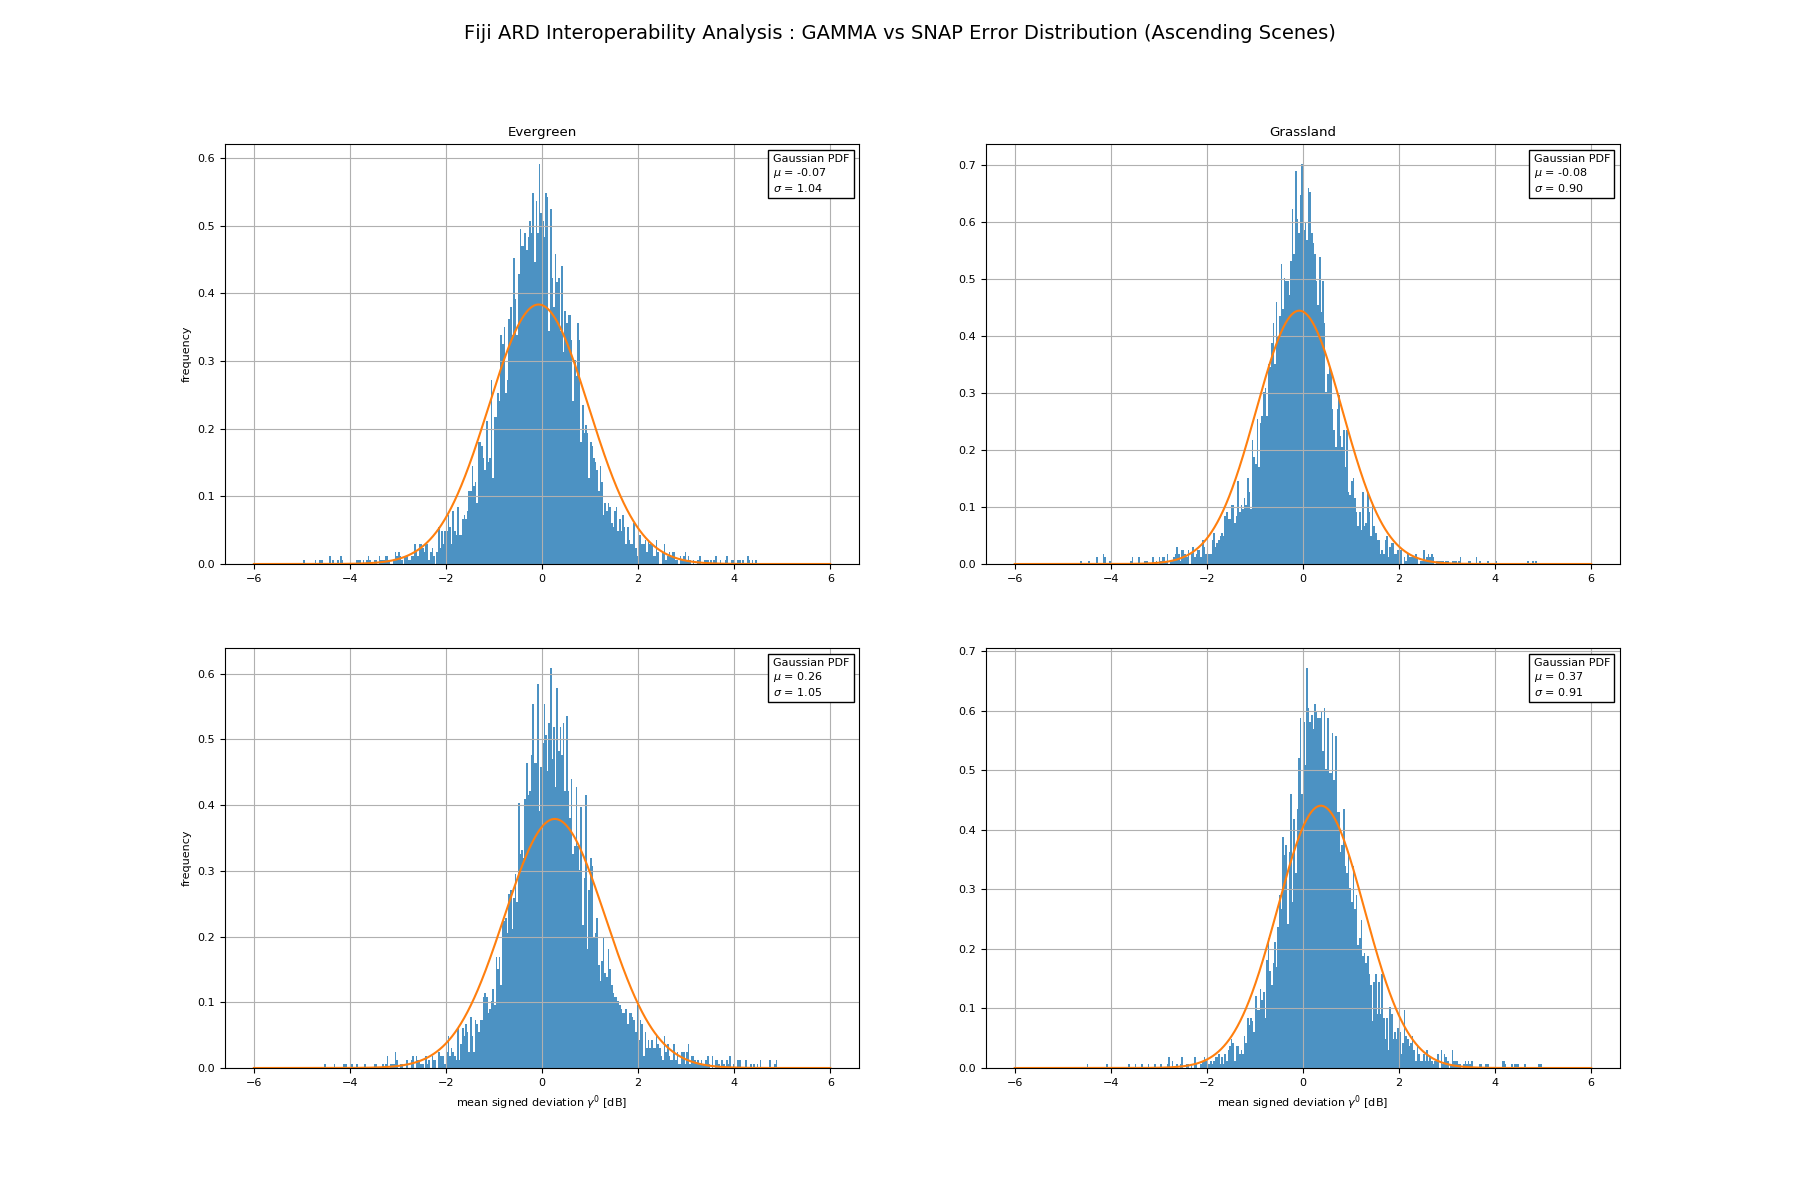 Fiji ARD Interoperability Analysis : GAMMA vs SNAP Error Distribution (Ascending Scenes)
Evergreen
Gaussian PDF
μ = -0.07
σ = 1.04
frequency
0.6
0.5
0.4
0.3
0.2
0.1
0.0
−6 −4 −2 0 2 4 6
Grassland
Gaussian PDF
μ = -0.08
σ = 0.90
0.7
0.6
0.5
0.4
0.3
0.2
0.1
0.0
−6 −4 −2 0 2 4 6
Gaussian PDF
μ = 0.26
σ = 1.05
frequency
0.6
0.5
0.4
0.3
0.2
0.1
0.0
−6 −4 −2 0 2 4 6
mean signed deviation γ⁰ [dB]
Gaussian PDF
μ = 0.37
σ = 0.91
0.7
0.6
0.5
0.4
0.3
0.2
0.1
0.0
−6 −4 −2 0 2 4 6
mean signed deviation γ⁰ [dB]